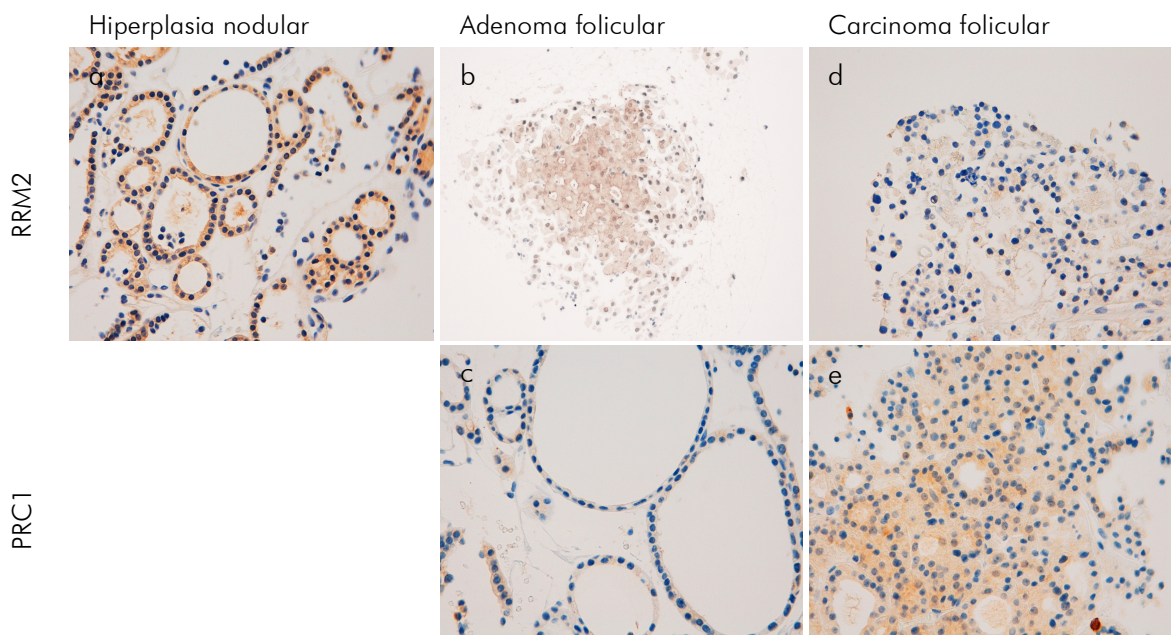 Hiperplasia nodular
Adenoma folicular
Carcinoma folicular
RRM2
a
b
d
PRC1
c
e